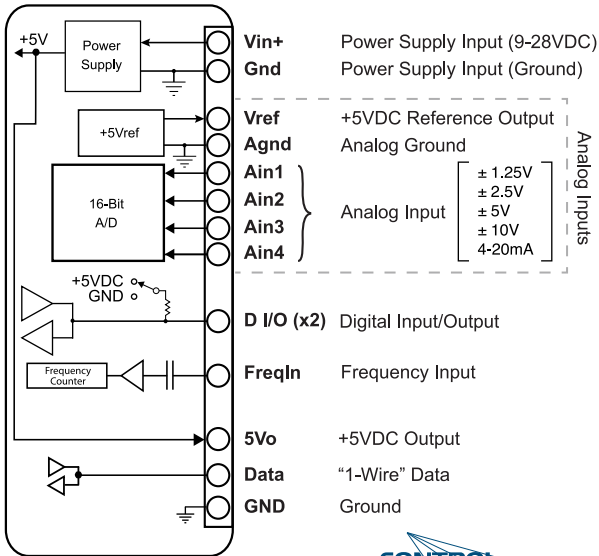 +5V
Power
Supply
Vin+ Power Supply Input (9-28VDC)
Gnd Power Supply Input (Ground)
+5Vref
Vref +5VDC Reference Output
Agnd Analog Ground
16-Bit
A/D
Ain1
Ain2
Ain3
Ain4
Analog Input
± 1.25V
± 2.5V
± 5V
± 10V
4-20mA
Analog Inputs
+5VDC
GND
D I/O (x2) Digital Input/Output
Frequency
Counter
FreqIn Frequency Input
5Vo +5VDC Output
Data “1-Wire” Data
GND Ground
CONTROL